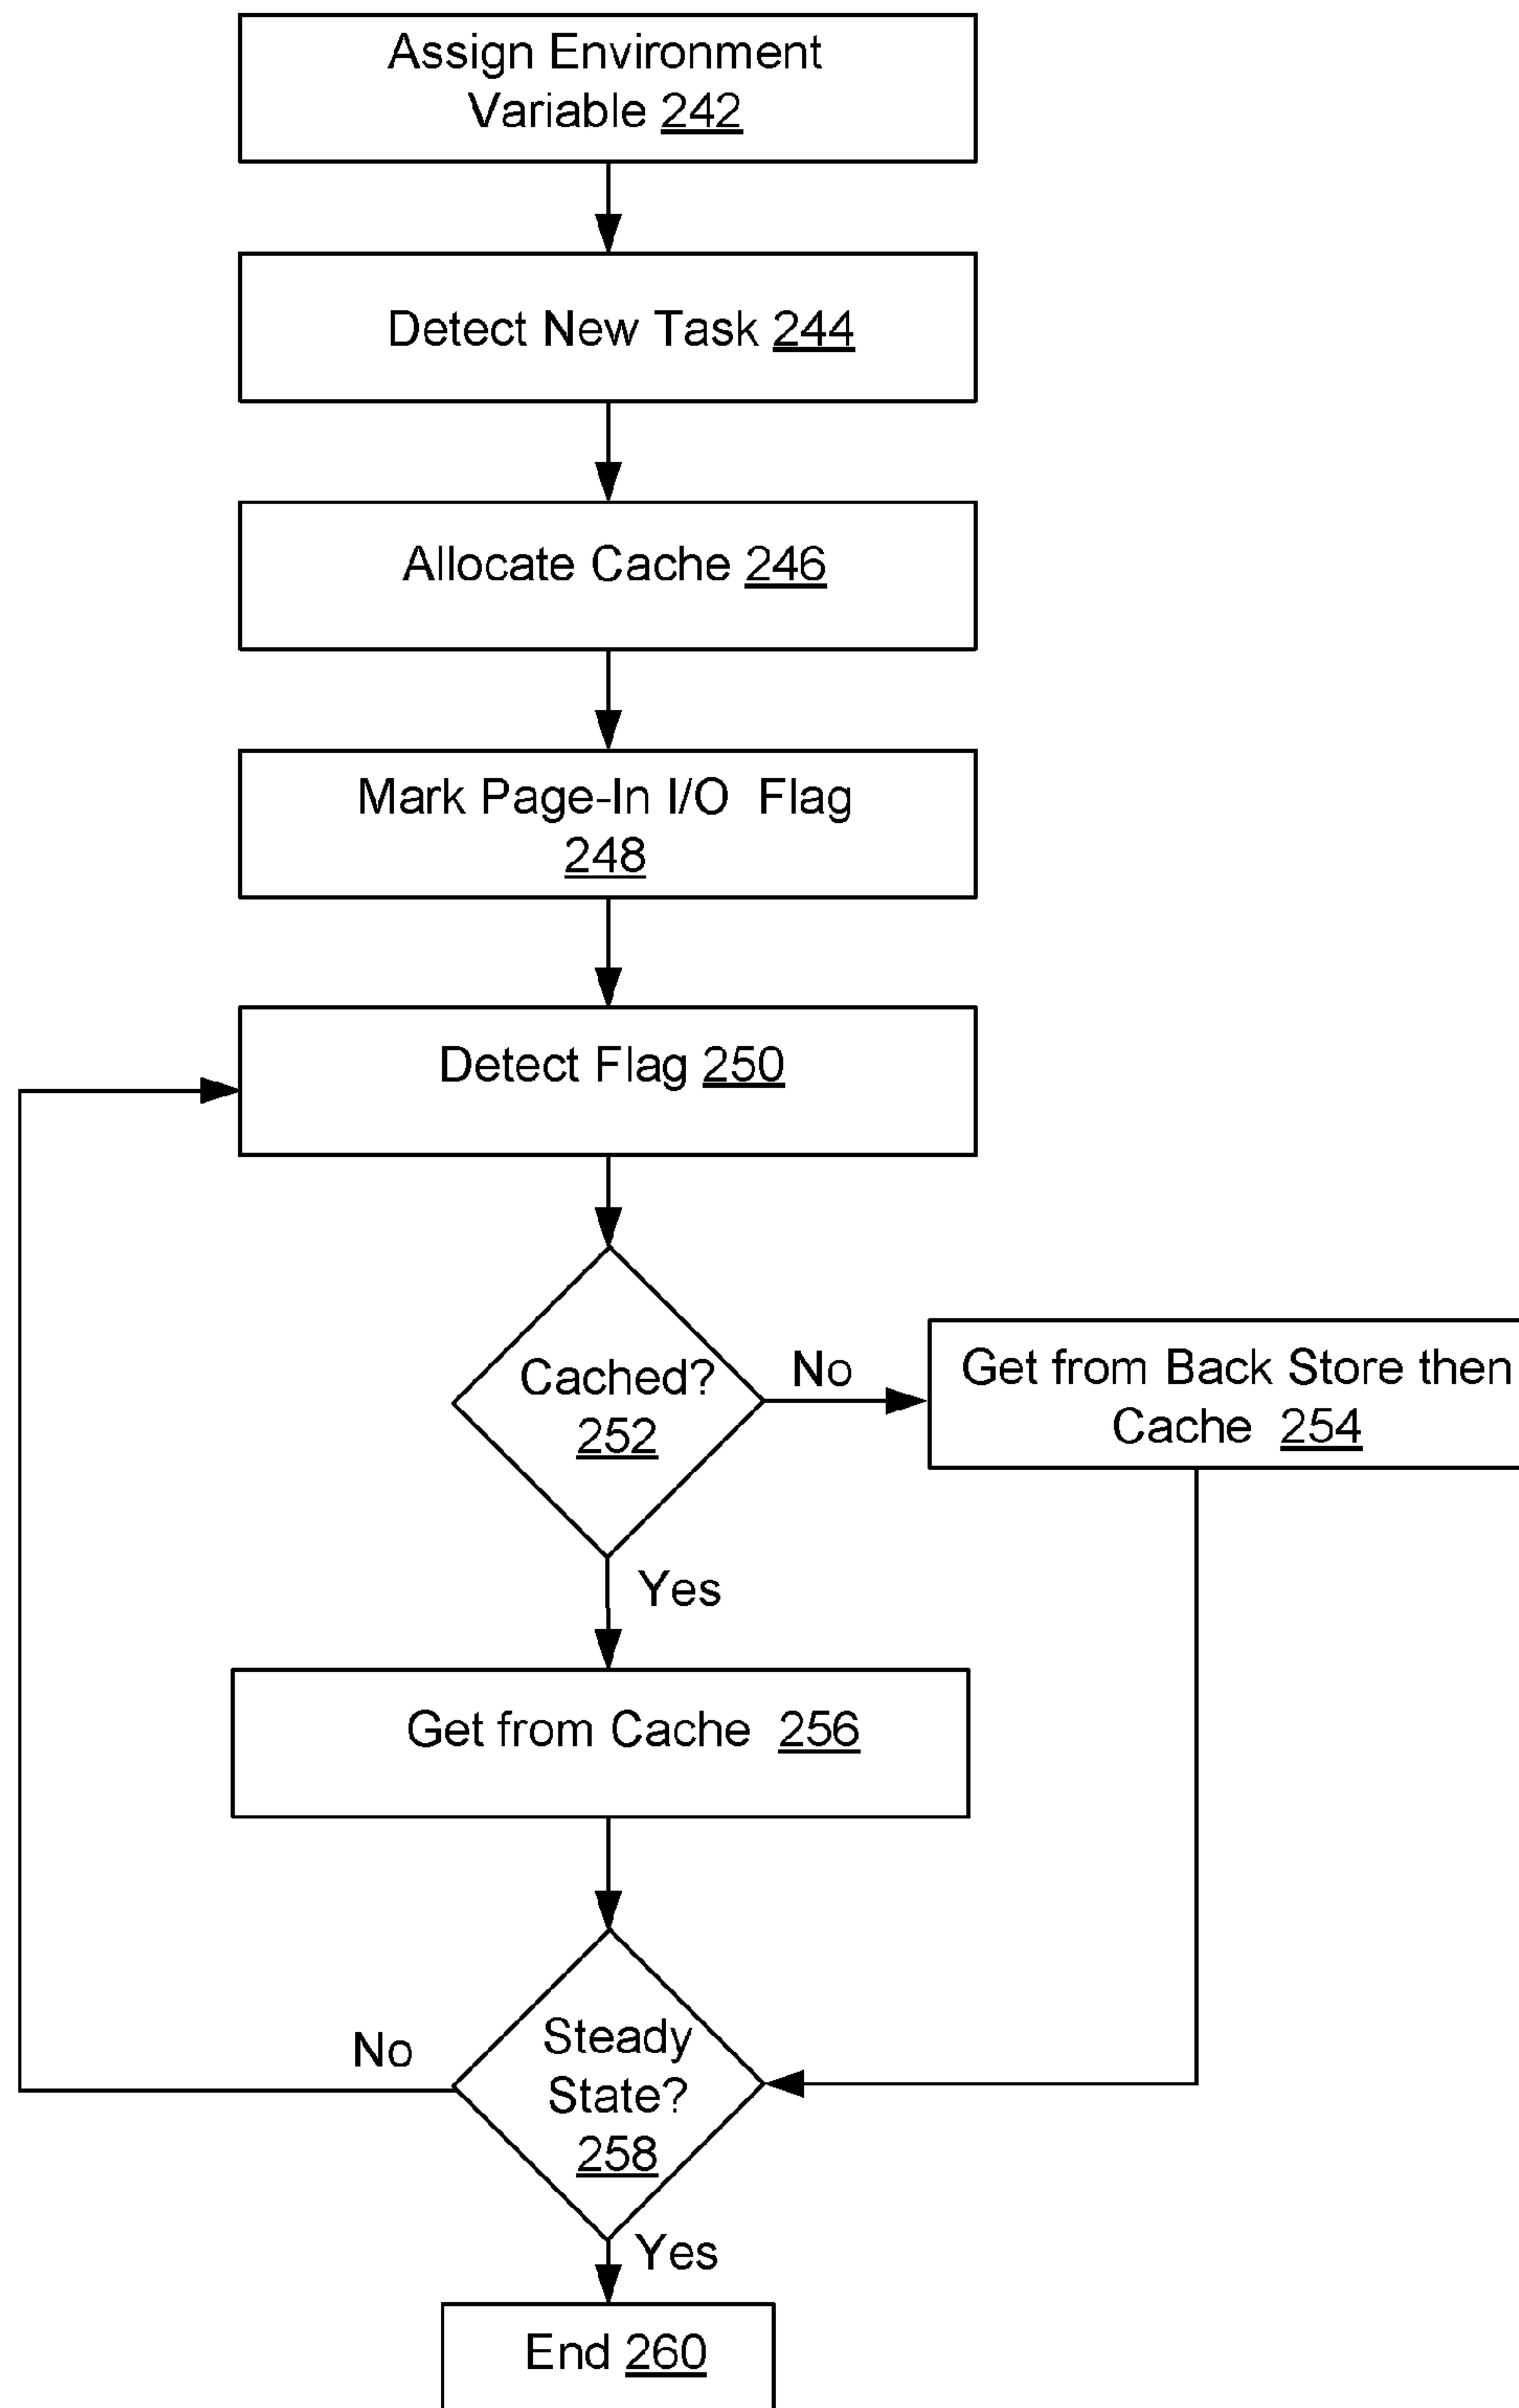 Assign Environment
Variable 242
Detect New Task 244
Allocate Cache 246
Mark Page-In I/O Flag
248
Detect Flag 250
Cached?
252
No
Get from Back Store then
Cache 254
Yes
Get from Cache 256
No
Steady
State?
258
Yes
End 260